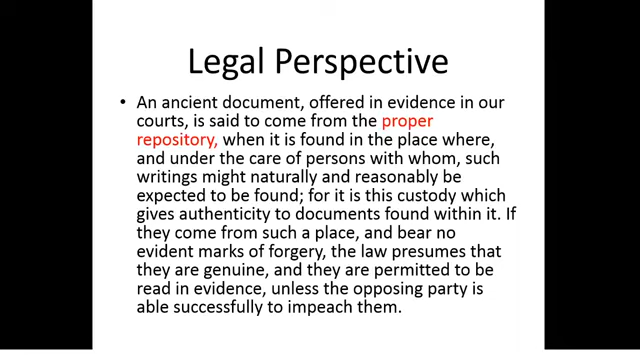 Legal Perspective
• An ancient document, offered in evidence in our
courts, is said to come from the proper
repository, when it is found in the place where,
and under the care of persons with whom, such
writings might naturally and reasonably be
expected to be found; for it is this custody which
gives authenticity to documents found within it. If
they come from such a place, and bear no
evident marks of forgery, the law presumes that
they are genuine, and they are permitted to be
read in evidence, unless the opposing party is
able successfully to impeach them.